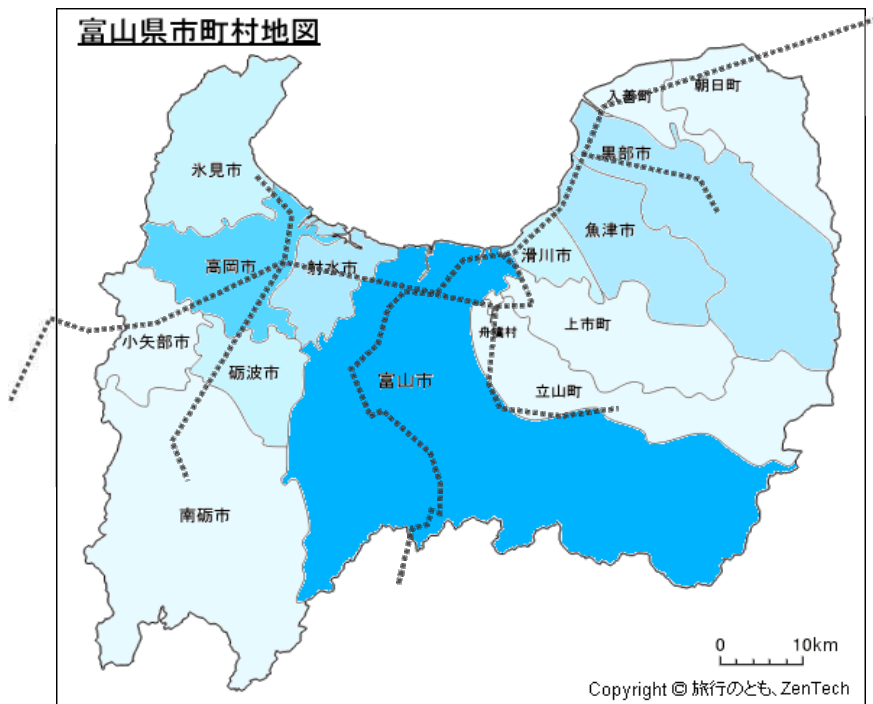 富山県市町村地図
入善町
朝日町
黒部市
氷見市
魚津市
滑川市
高岡市
射水市
上市町
舟橋村
小矢部市
砺波市
富山市
立山町
南砺市
0 10km
Copyright © 旅行のとも、ZenTech